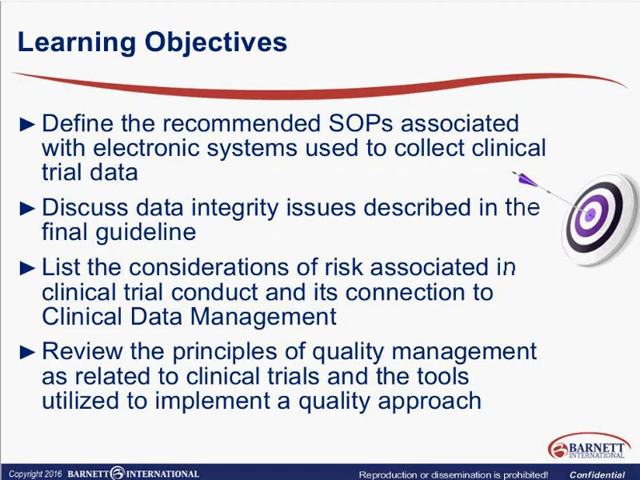 Learning Objectives
► Define the recommended SOPs associated
with electronic systems used to collect clinical
trial data
► Discuss data integrity issues described in the
final guideline
► List the considerations of risk associated in
clinical trial conduct and its connection to
Clinical Data Management
► Review the principles of quality management
as related to clinical trials and the tools
utilized to implement a quality approach
BARNETT
INTERNATIONAL
Copyright 2016 BARNETT INTERNATIONAL
Reproduction or dissemination is prohibited! Confidential